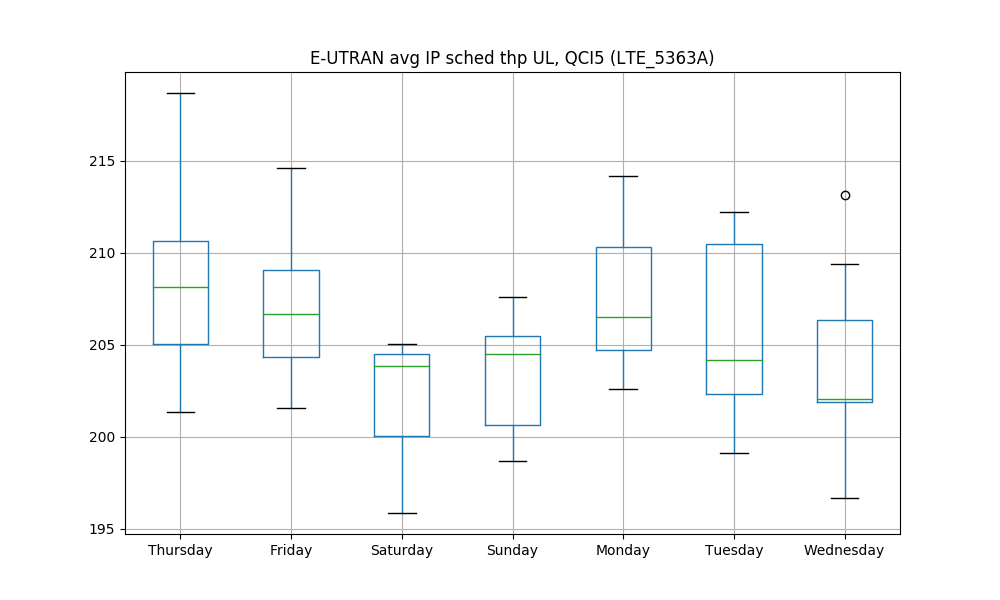 E-UTRAN avg IP sched thp UL, QCI5 (LTE_5363A)
215
210
205
200
195
Thursday Friday Saturday Sunday Monday Tuesday Wednesday